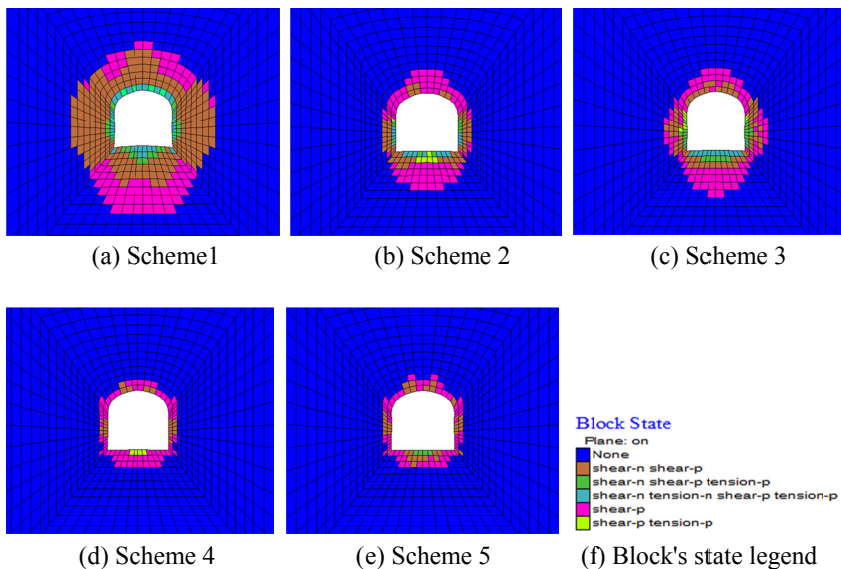 (a) Scheme1
(b) Scheme 2
(c) Scheme 3
Block State
Plane: on
None
shear-n shear-p
shear-n shear-p tension-p
shear-n tension-n shear-p tension-p
shear-p
shear-p tension-p
(d) Scheme 4
(e) Scheme 5
(f) Block's state legend